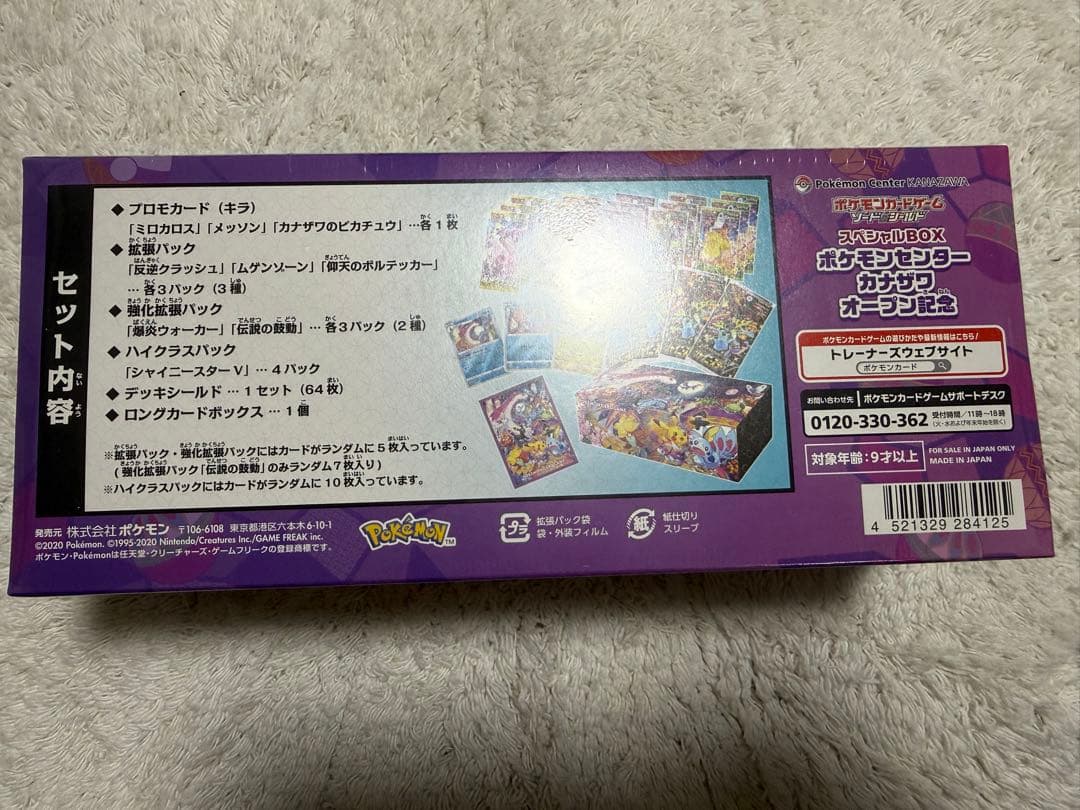 セット内容
◆ プロモカード（キラ）
「ミロカロス」「メッソン」「カナザワのピカチュウ」…各1枚
◆ 拡張パック
「反逆クラッシュ」「ムゲンゾーン」「仰天のボルテッカー」
… 各3パック（3種）
◆ 強化拡張パック
「爆炎ウォーカー」「伝説の鼓動」… 各3パック（2種）
◆ ハイクラスパック
「シャイニースターV」… 4パック
◆ デッキシールド … 1セット（64枚）
◆ ロングカードボックス … 1個
※拡張パック・強化拡張パックにはカードがランダムに5枚入っています。
（強化拡張パック「伝説の鼓動」のみランダム7枚入り）
※ハイクラスパックにはカードがランダムに10枚入っています。
Pokémon Center KANAZAWA
ポケモンカードゲーム
ソード&シールド
スペシャルBOX
ポケモンセンター
カナザワ
オープン記念
ポケモンカードゲームの遊びかたや最新情報はこちら!
トレーナーズウェブサイト
ポケモンカード
お問い合わせ先 ポケモンカードゲームサポートデスク
0120-330-362 受付時間/11時〜18時
(火・水および年末年始を除く)
対象年齢：9才以上
FOR SALE IN JAPAN ONLY
MADE IN JAPAN
4 521329 284125
発売元 株式会社 ポケモン 〒106-6108 東京都港区六本木6-10-1
©2020 Pokémon. ©1995-2020 Nintendo/Creatures Inc./GAME FREAK inc.
ポケモン・Pokémonは任天堂・クリーチャーズ・ゲームフリークの登録商標です。
POKéMON TM
プラ
拡張パック袋
袋・外装フィルム
紙
紙仕切り
スリーブ